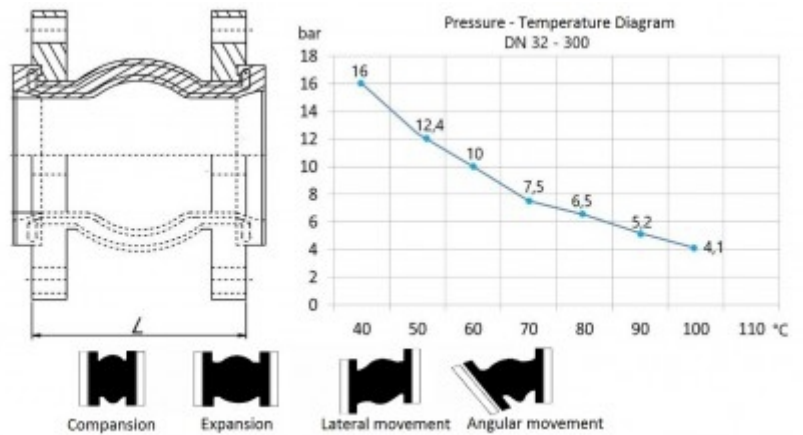 Pressure - Temperature Diagram
DN 32 - 300
bar
18
16
14
12
10
8
6
4
2
0
16
12,4
10
7,5
6,5
5,2
4,1
40 50 60 70 80 90 100 110 °C
L
Compansion Expansion Lateral movement Angular movement